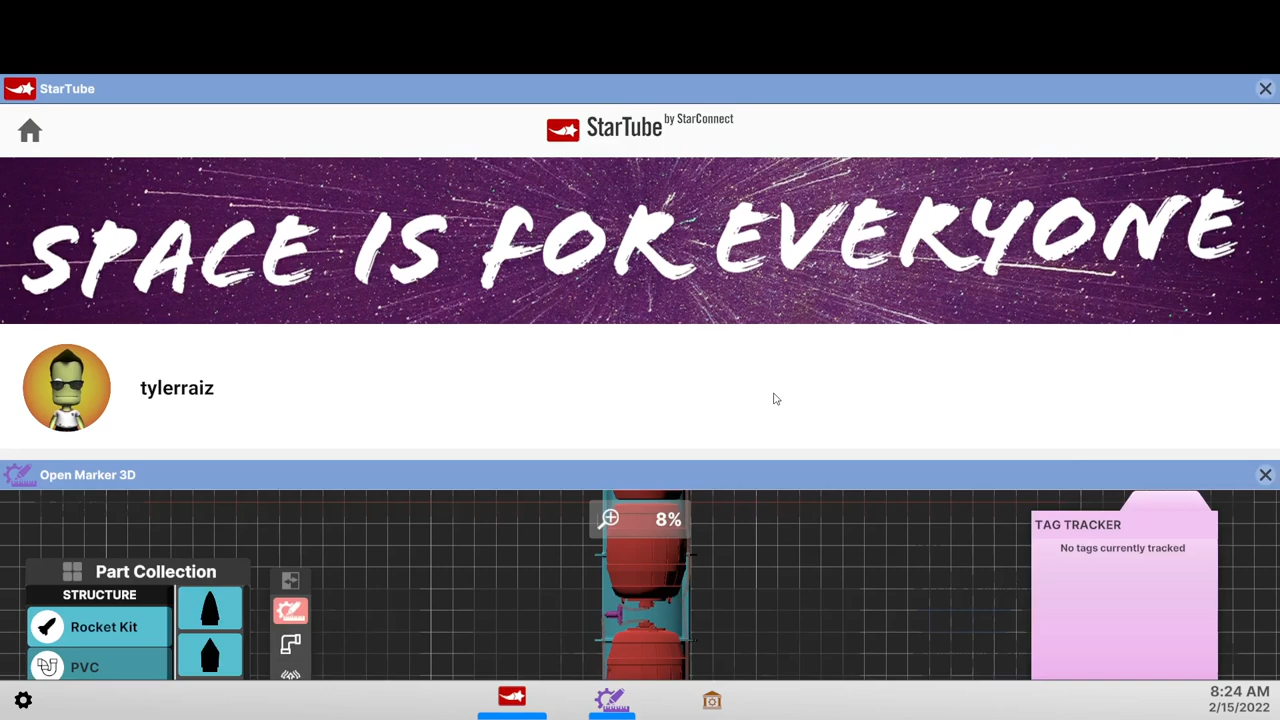 StarTube
StarTube by StarConnect
SPACE IS FOR EVERYONE
tylerraiz
Open Marker 3D
8%
TAG TRACKER
No tags currently tracked
Part Collection
STRUCTURE
Rocket Kit
PVC
8:24 AM
2/15/2022